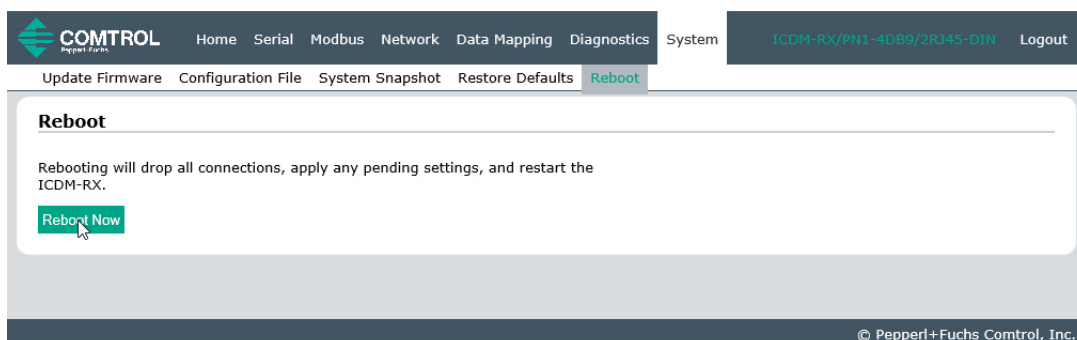 COMTROL
Pepperl+Fuchs
Home Serial Modbus Network Data Mapping Diagnostics System ICDM-RX/PN1-4DB9/2RJ45-DIN Logout
Update Firmware Configuration File System Snapshot Restore Defaults Reboot
Reboot
Rebooting will drop all connections, apply any pending settings, and restart the
ICDM-RX.
Reboot Now
© Pepperl+Fuchs Comtrol, Inc.